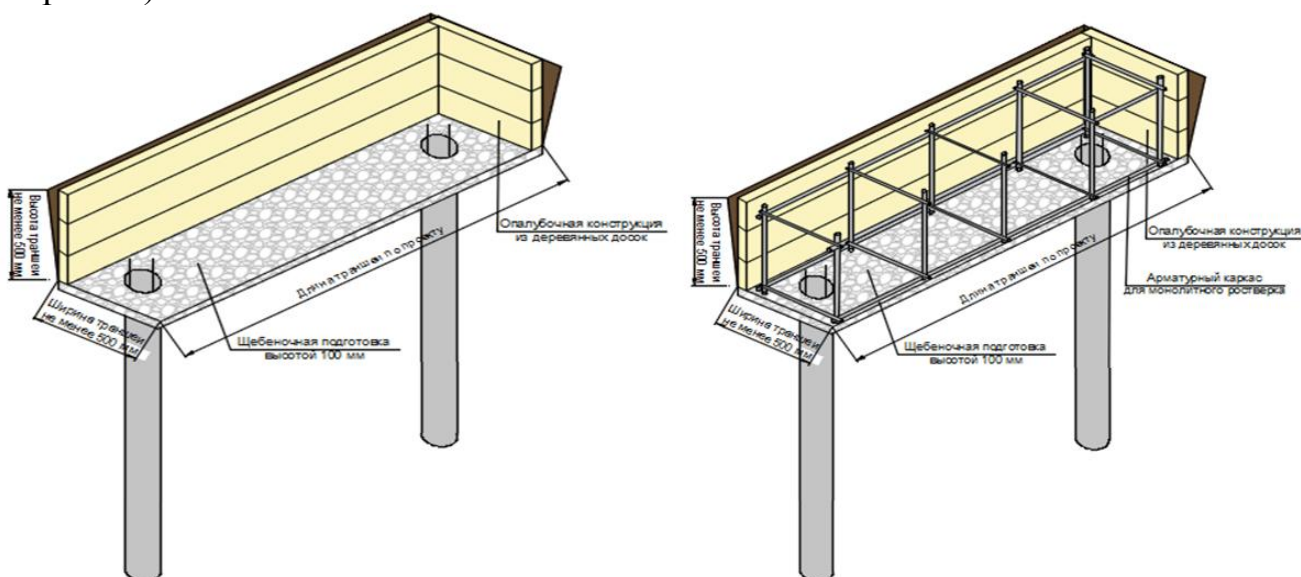 Высота траншеи
не менее 500 мм
Ширина траншеи
не менее 500 мм
Длина траншеи по проекту
Опалубочная конструкция
из деревянных досок
Щебеночная подготовка
высотой 100 мм
Высота траншеи
не менее 500 мм
Ширина траншеи
не менее 500 мм
Длина траншеи по проекту
Опалубочная конструкция
из деревянных досок
Арматурный каркас
для монолитного ростверка
Щебеночная подготовка
высотой 100 мм